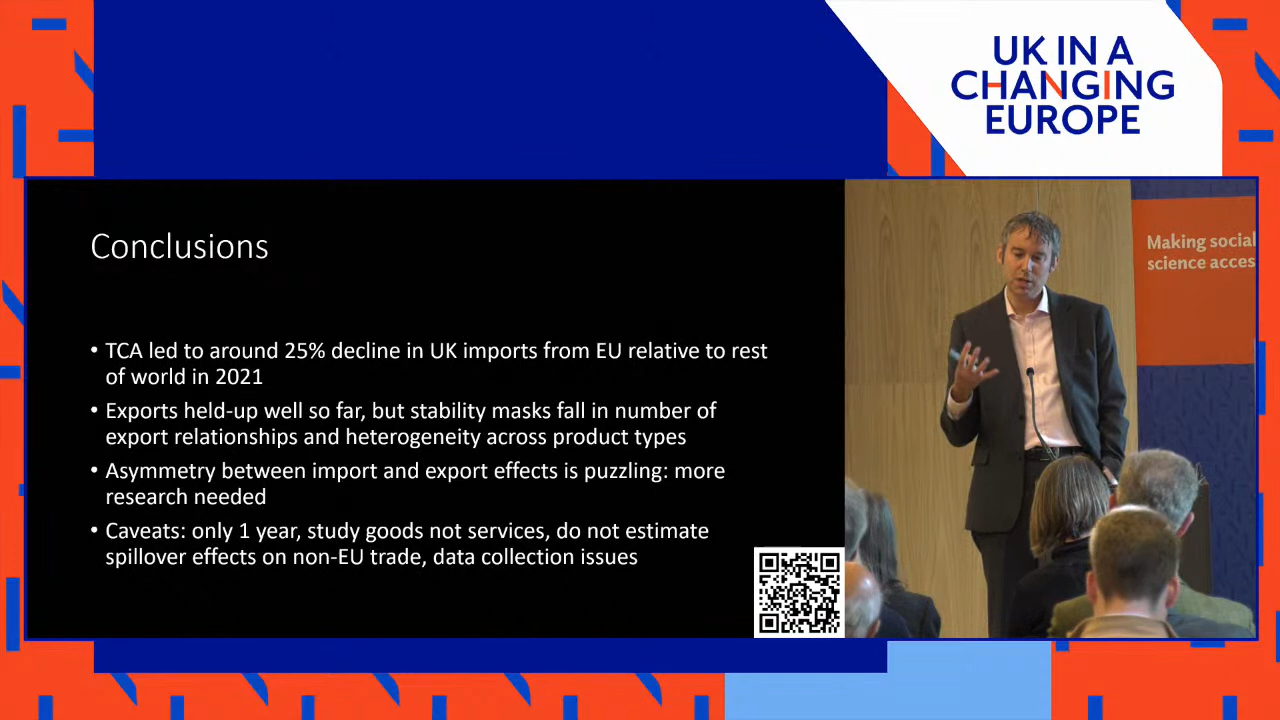 UK IN A
CHANGING
EUROPE
Conclusions
• TCA led to around 25% decline in UK imports from EU relative to rest
of world in 2021
• Exports held-up well so far, but stability masks fall in number of
export relationships and heterogeneity across product types
• Asymmetry between import and export effects is puzzling: more
research needed
• Caveats: only 1 year, study goods not services, do not estimate
spillover effects on non-EU trade, data collection issues
Making social
science acces